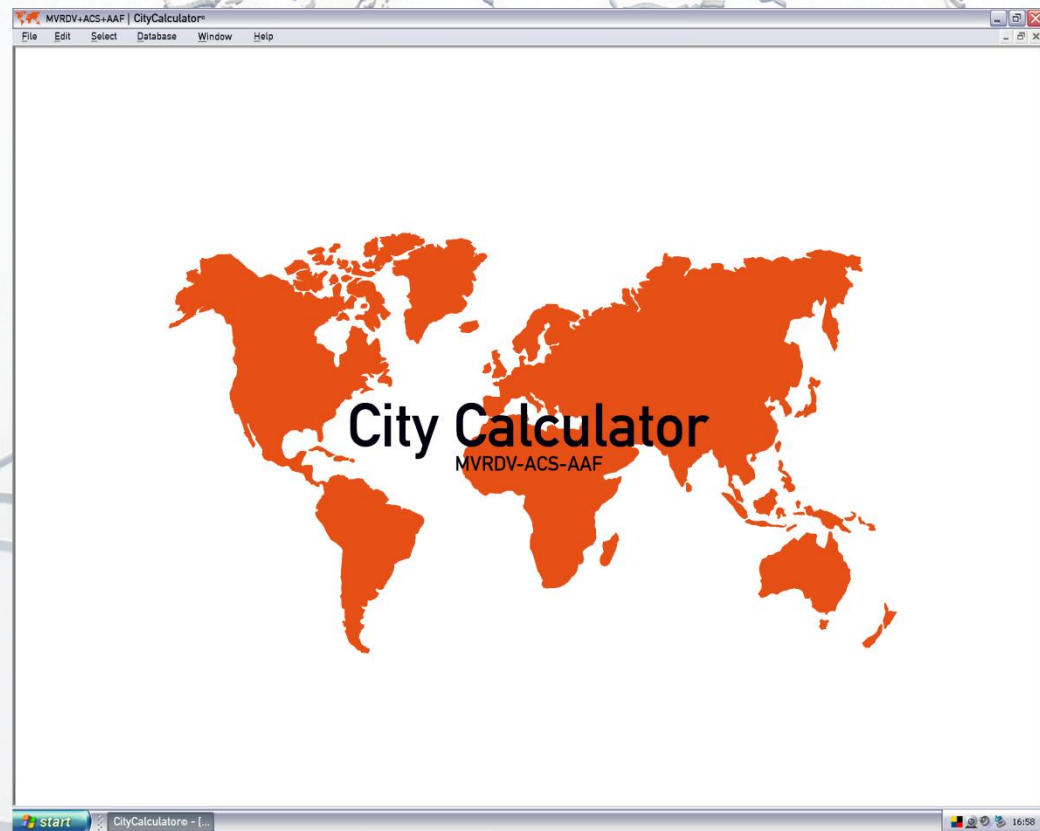 MVRDV+ACS+AAF | CityCalculator©
File Edit Select Database Window Help
City Calculator
MVRDV-ACS-AAF
start CityCalculator© - [... 16:58